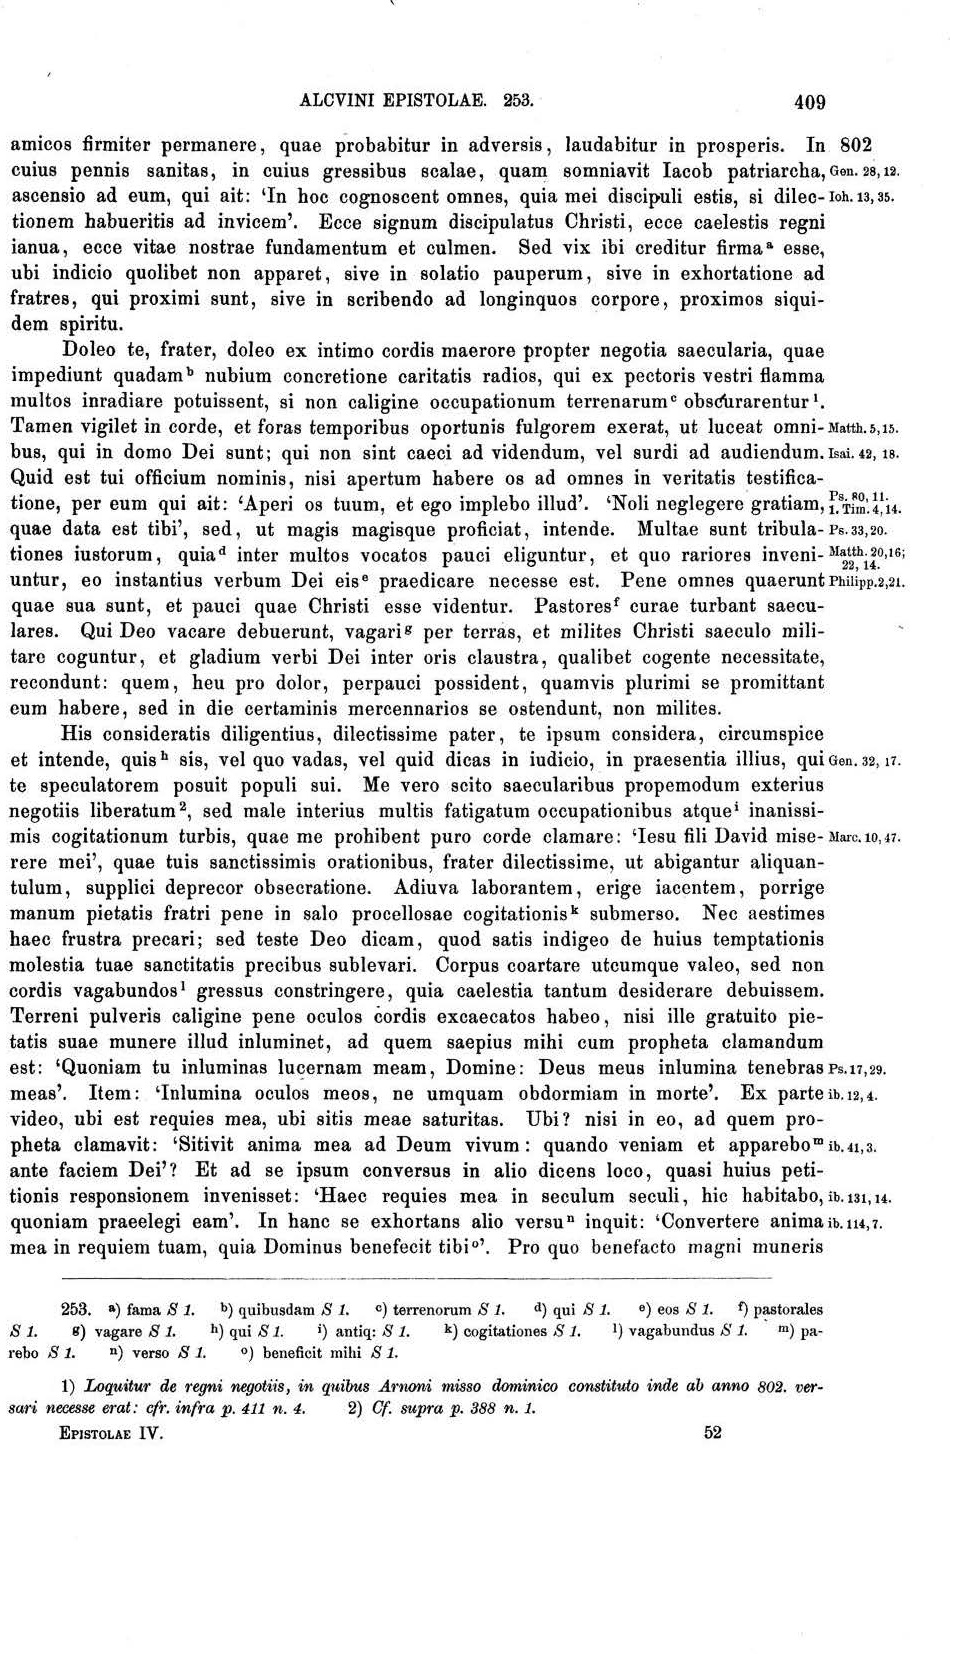 ALCVINI EPISTOLAE. 253. 409
amicos firmiter permanere, quae probabitur in adversis, laudabitur in prosperis. In 802
cuius pennis sanitas, in cuius gressibus scalae, quam somniavit Iacob patriarcha, Gen. 28, 12.
ascensio ad eum, qui ait: ‘In hoc cognoscent omnes, quia mei discipuli estis, si dilec- Ioh. 13, 35.
tionem habueritis ad invicem’. Ecce signum discipulatus Christi, ecce caelestis regni
ianua, ecce vitae nostrae fundamentum et culmen. Sed vix ibi creditur firma a esse,
ubi indicio quolibet non apparet, sive in solatio pauperum, sive in exhortatione ad
fratres, qui proximi sunt, sive in scribendo ad longinquos corpore, proximos siqui-
dem spiritu.
Doleo te, frater, doleo ex intimo cordis maerore propter negotia saecularia, quae
impediunt quadam b nubium concretione caritatis radios, qui ex pectoris vestri flamma
multos inradiare potuissent, si non caligine occupationum terrenarum c obscurarentur 1.
Tamen vigilet in corde, et foras temporibus oportunis fulgorem exerat, ut luceat omni- Matth. 5, 15.
bus, qui in domo Dei sunt; qui non sint caeci ad videndum, vel surdi ad audiendum. Isai. 42, 18.
Quid est tui officium nominis, nisi apertum habere os ad omnes in veritatis testifica-
tione, per eum qui ait: ‘Aperi os tuum, et ego implebo illud’. ‘Noli neglegere gratiam, Ps. 80, 11. 1. Tim. 4, 14.
quae data est tibi’, sed, ut magis magisque proficiat, intende. Multae sunt tribula- Ps. 33, 20.
tiones iustorum, quia d inter multos vocatos pauci eliguntur, et quo rariores inveni- Matth. 20, 16; 22, 14.
untur, eo instantius verbum Dei eis e praedicare necesse est. Pene omnes quaerunt Philipp. 2, 21.
quae sua sunt, et pauci quae Christi esse videntur. Pastores f curae turbant saecu-
lares. Qui Deo vacare debuerunt, vagari g per terras, et milites Christi saeculo mili-
tare coguntur, et gladium verbi Dei inter oris claustra, qualibet cogente necessitate,
recondunt: quem, heu pro dolor, perpauci possident, quamvis plurimi se promittant
eum habere, sed in die certaminis mercennarios se ostendunt, non milites.
His consideratis diligentius, dilectissime pater, te ipsum considera, circumspice
et intende, quis h sis, vel quo vadas, vel quid dicas in iudicio, in praesentia illius, qui Gen. 32, 17.
te speculatorem posuit populi sui. Me vero scito saecularibus propemodum exterius
negotiis liberatum 2, sed male interius multis fatigatum occupationibus atque i inanissi-
mis cogitationum turbis, quae me prohibent puro corde clamare: ‘Iesu fili David mise- Marc. 10, 47.
rere mei’, quae tuis sanctissimis orationibus, frater dilectissime, ut abigantur aliquan-
tulum, supplici deprecor obsecratione. Adiuva laborantem, erige iacentem, porrige
manum pietatis fratri pene in salo procellosae cogitationis k submerso. Nec aestimes
haec frustra precari; sed teste Deo dicam, quod satis indigeo de huius temptationis
molestia tuae sanctitatis precibus sublevari. Corpus coartare utcumque valeo, sed non
cordis vagabundos l gressus constringere, quia caelestia tantum desiderare debuissem.
Terreni pulveris caligine pene oculos cordis excaecatos habeo, nisi ille gratuito pie-
tatis suae munere illud inluminet, ad quem saepius mihi cum propheta clamandum
est: ‘Quoniam tu inluminas lucernam meam, Domine: Deus meus inlumina tenebras Ps. 17, 29.
meas’. Item: ‘Inlumina oculos meos, ne umquam obdormiam in morte’. Ex parte ib. 12, 4.
video, ubi est requies mea, ubi sitis meae saturitas. Ubi? nisi in eo, ad quem pro-
pheta clamavit: ‘Sitivit anima mea ad Deum vivum: quando veniam et apparebo m ib. 41, 3.
ante faciem Dei’? Et ad se ipsum conversus in alio dicens loco, quasi huius peti-
tionis responsionem invenisset: ‘Haec requies mea in seculum seculi, hic habitabo, ib. 131, 14.
quoniam praeelegi eam’. In hanc se exhortans alio versu n inquit: ‘Convertere anima ib. 114, 7.
mea in requiem tuam, quia Dominus benefecit tibi o’. Pro quo benefacto magni muneris
253. a) fama S 1. b) quibusdam S 1. c) terrenorum S 1. d) qui S 1. e) eos S 1. f) pastorales
S 1. g) vagare S 1. h) qui S 1. i) antiq: S 1. k) cogitationes S 1. l) vagabundus S 1. m) pa-
rebo S 1. n) verso S 1. o) beneficit mihi S 1.
1) Loquitur de regni negotiis, in quibus Arnoni misso dominico constituto inde ab anno 802. ver-
sari necesse erat: cfr. infra p. 411 n. 4. 2) Cf. supra p. 388 n. 1.
EPISTOLAE IV. 52